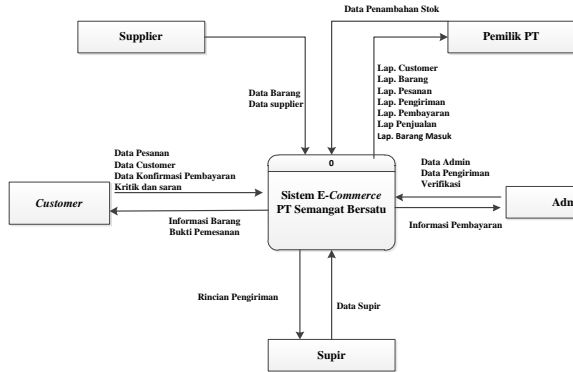 Data Penambahan Stok
Supplier
Pemilik PT
Lap. Customer
Lap. Barang
Lap. Pesanan
Lap. Pengiriman
Lap. Pembayaran
Lap Penjualan
Lap. Barang Masuk
Data Barang
Data supplier
Data Pesanan
Data Customer
Data Konfirmasi Pembayaran
Kritik dan saran
0
Data Admin
Data Pengiriman
Verifikasi
Customer
Sistem E-Commerce
PT Semangat Bersatu
Adm
Informasi Barang
Bukti Pemesanan
Informasi Pembayaran
Rincian Pengiriman
Data Supir
Supir